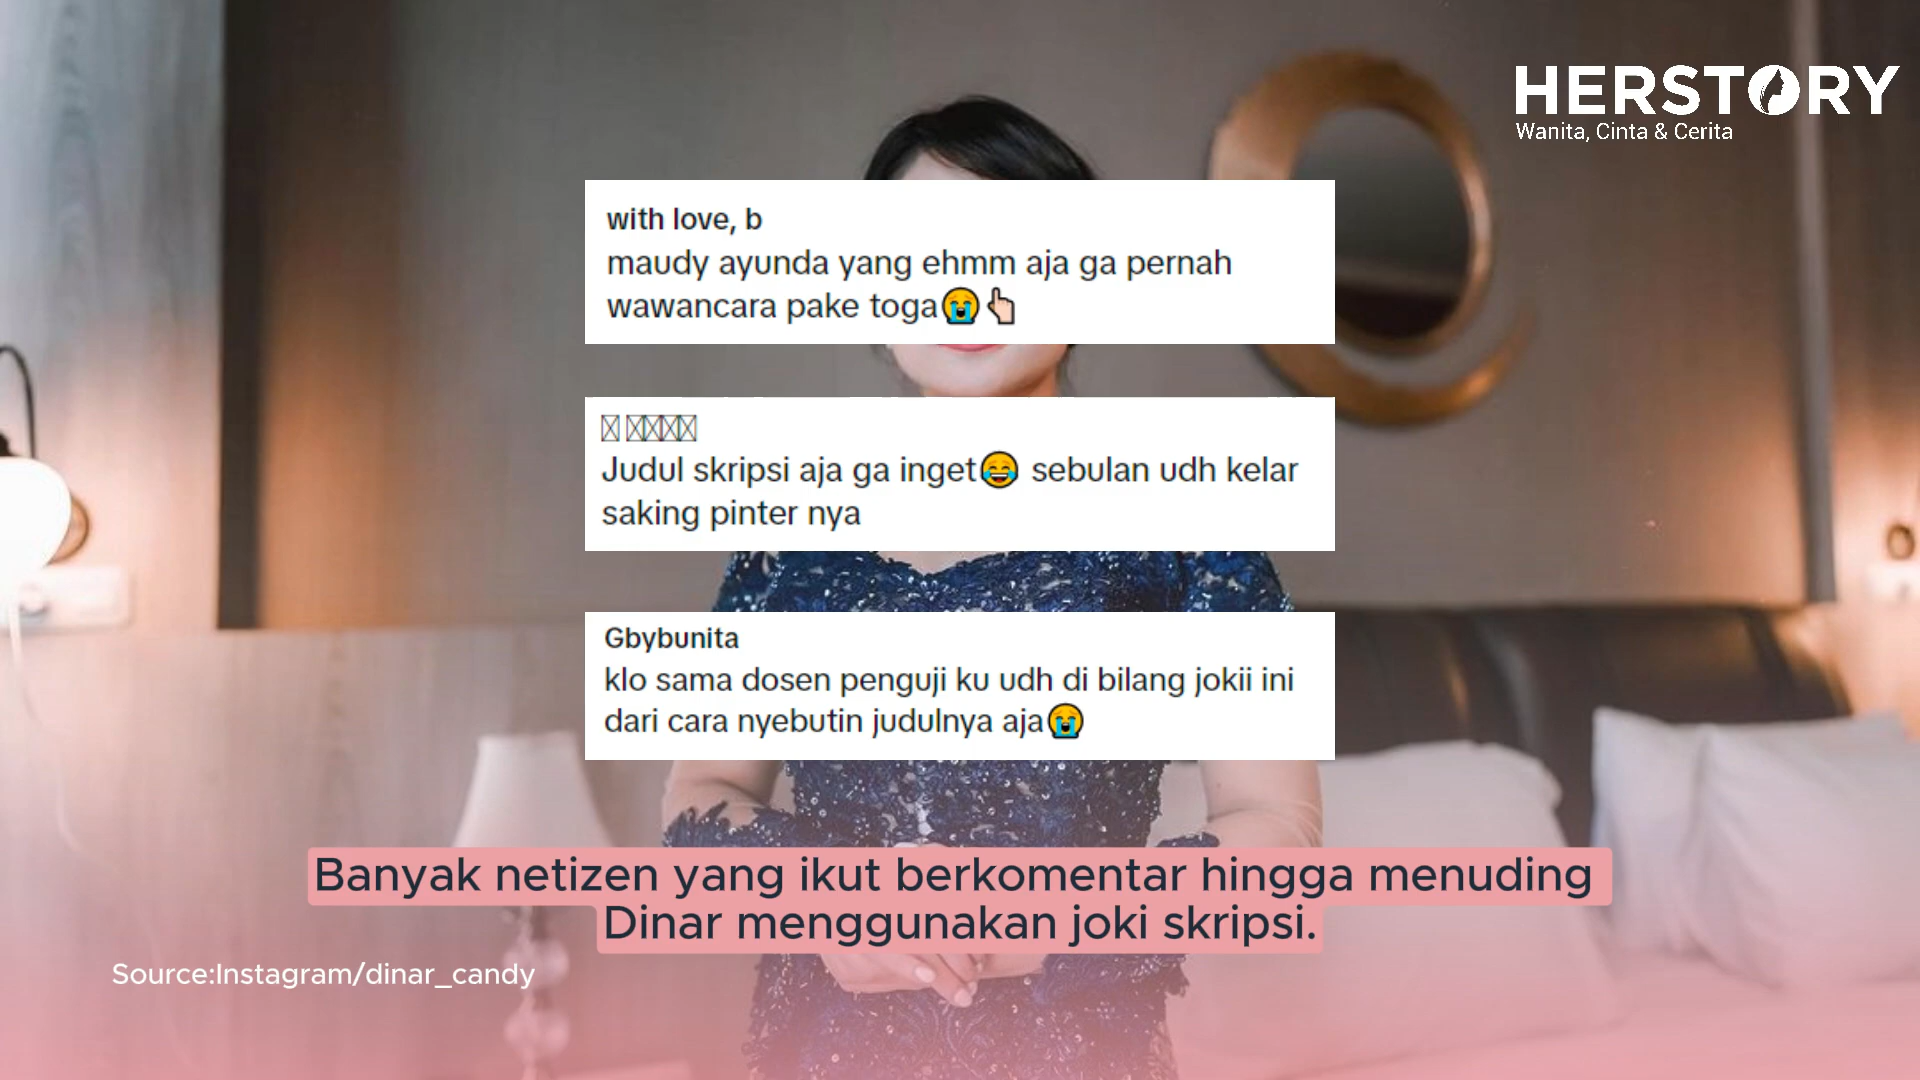 HERSTORY
Wanita, Cinta & Cerita
with love, b
maudy ayunda yang ehmm aja ga pernah
wawancara pake toga😭👆🏻
Judul skripsi aja ga inget😂 sebulan udh kelar
saking pinter nya
Gbybunita
klo sama dosen penguji ku udh di bilang jokii ini
dari cara nyebutin judulnya aja😭
Banyak netizen yang ikut berkomentar hingga menuding
Dinar menggunakan joki skripsi.
Source:Instagram/dinar_candy